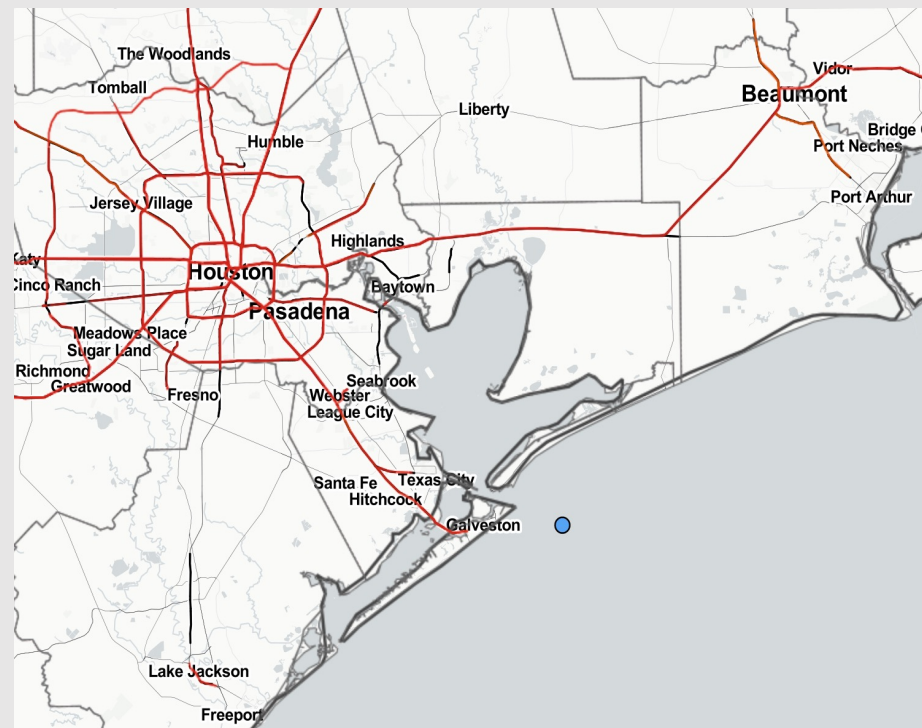 The Woodlands
Vidor
Tomball
Beaumont
Liberty
Bridge
Humble
Port Neches
Port Arthur
Jersey Village
Highlands
Katy
Houston
Cinco Ranch
Baytown
Pasadena
Meadows Place
Sugar Land
Richmond
Seabrook
Greatwood
Fresno
Webster
League City
Santa Fe
Texas City
Hitchcock
Galveston
Lake Jackson
Freeport